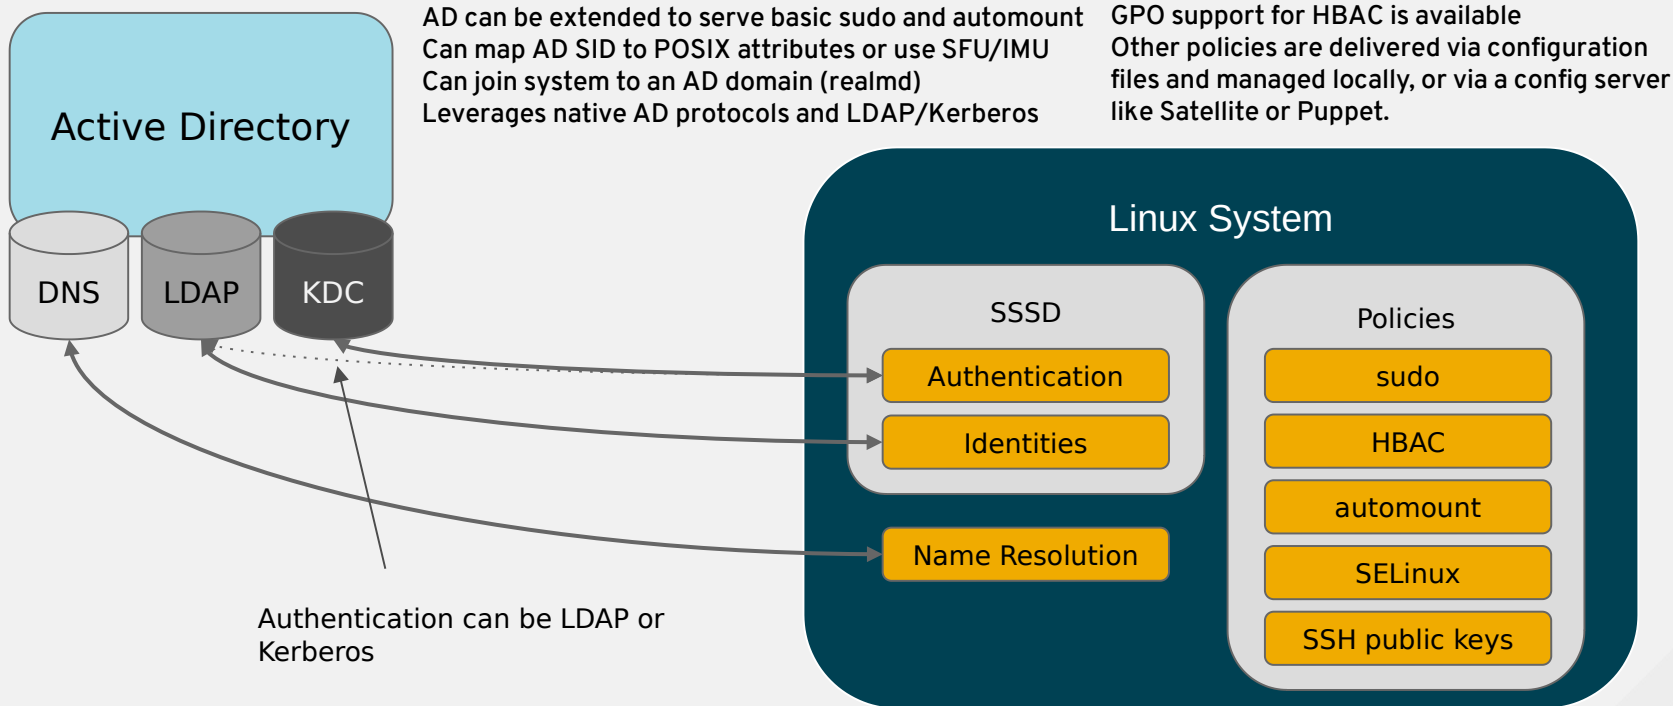 AD can be extended to serve basic sudo and automount
Can map AD SID to POSIX attributes or use SFU/IMU
Can join system to an AD domain (realmd)
Leverages native AD protocols and LDAP/Kerberos
GPO support for HBAC is available
Other policies are delivered via configuration
files and managed locally, or via a config server
like Satellite or Puppet.
Active Directory
DNS
LDAP
KDC
Linux System
SSSD
Authentication
Identities
Name Resolution
Policies
sudo
HBAC
automount
SELinux
SSH public keys
Authentication can be LDAP or
Kerberos